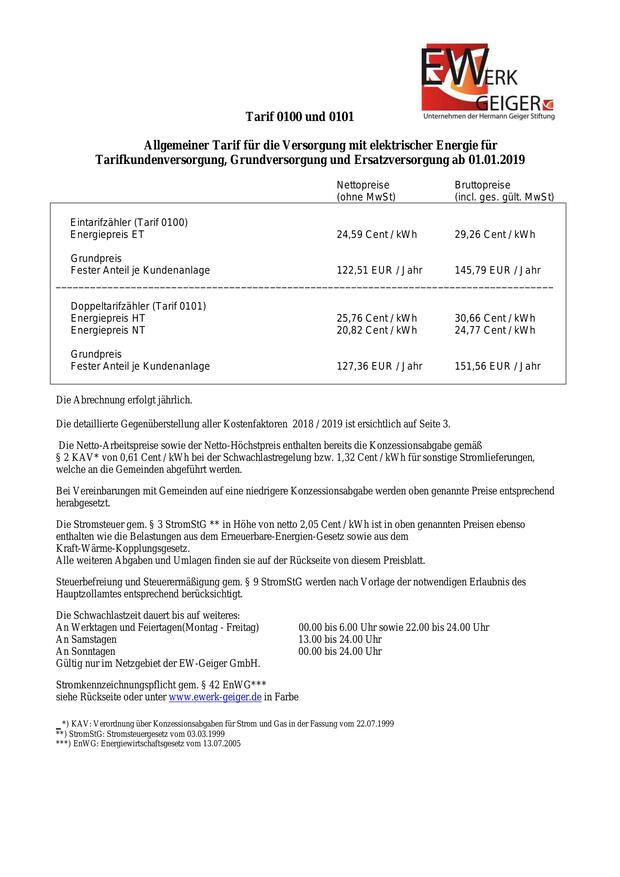 EWERK
GEIGER
Unternehmen der Hermann Geiger Stiftung
Tarif 0100 und 0101
Allgemeiner Tarif für die Versorgung mit elektrischer Energie für
Tarifkundenversorgung, Grundversorgung und Ersatzversorgung ab 01.01.2019
Nettopreise Bruttopreise
(ohne MwSt) (incl. ges. gült. MwSt)
Eintarifzähler (Tarif 0100)
Energiepreis ET 24,59 Cent / kWh 29,26 Cent / kWh
Grundpreis
Fester Anteil je Kundenanlage 122,51 EUR / Jahr 145,79 EUR / Jahr
Doppeltarifzähler (Tarif 0101)
Energiepreis HT 25,76 Cent / kWh 30,66 Cent / kWh
Energiepreis NT 20,82 Cent / kWh 24,77 Cent / kWh
Grundpreis
Fester Anteil je Kundenanlage 127,36 EUR / Jahr 151,56 EUR / Jahr
Die Abrechnung erfolgt jährlich.
Die detaillierte Gegenüberstellung aller Kostenfaktoren 2018 / 2019 ist ersichtlich auf Seite 3.
Die Netto-Arbeitspreise sowie der Netto-Höchstpreis enthalten bereits die Konzessionsabgabe gemäß
§ 2 KAV* von 0,61 Cent / kWh bei der Schwachlastregelung bzw. 1,32 Cent / kWh für sonstige Stromlieferungen,
welche an die Gemeinden abgeführt werden.
Bei Vereinbarungen mit Gemeinden auf eine niedrigere Konzessionsabgabe werden oben genannte Preise entsprechend
herabgesetzt.
Die Stromsteuer gem. § 3 StromStG ** in Höhe von netto 2,05 Cent / kWh ist in oben genannten Preisen ebenso
enthalten wie die Belastungen aus dem Erneuerbare-Energien-Gesetz sowie aus dem
Kraft-Wärme-Kopplungsgesetz.
Alle weiteren Abgaben und Umlagen finden sie auf der Rückseite von diesem Preisblatt.
Steuerbefreiung und Steuerermäßigung gem. § 9 StromStG werden nach Vorlage der notwendigen Erlaubnis des
Hauptzollamtes entsprechend berücksichtigt.
Die Schwachlastzeit dauert bis auf weiteres:
An Werktagen und Feiertagen(Montag - Freitag) 00.00 bis 6.00 Uhr sowie 22.00 bis 24.00 Uhr
An Samstagen 13.00 bis 24.00 Uhr
An Sonntagen 00.00 bis 24.00 Uhr
Gültig nur im Netzgebiet der EW-Geiger GmbH.
Stromkennzeichnungspflicht gem. § 42 EnWG***
siehe Rückseite oder unter www.ewerk-geiger.de in Farbe
_ *) KAV: Verordnung über Konzessionsabgaben für Strom und Gas in der Fassung vom 22.07.1999
**) StromStG: Stromsteuergesetz vom 03.03.1999
***) EnWG: Energiewirtschaftsgesetz vom 13.07.2005